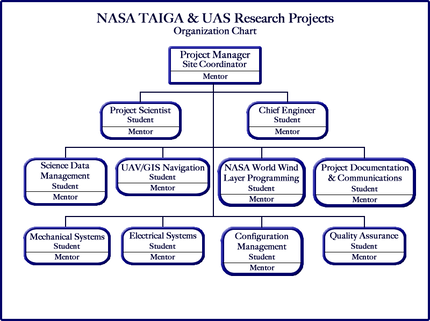 NASA TAIGA & UAS Research Projects
Organization Chart
Project Manager
Site Coordinator
Mentor
Project Scientist
Student
Mentor
Chief Engineer
Student
Mentor
Science Data
Management
Student
Mentor
UAV/GIS Navigation
Student
Mentor
NASA World Wind
Layer Programming
Student
Mentor
Project Documentation
& Communications
Student
Mentor
Mechanical Systems
Student
Mentor
Electrical Systems
Student
Mentor
Configuration
Management
Student
Mentor
Quality Assurance
Student
Mentor